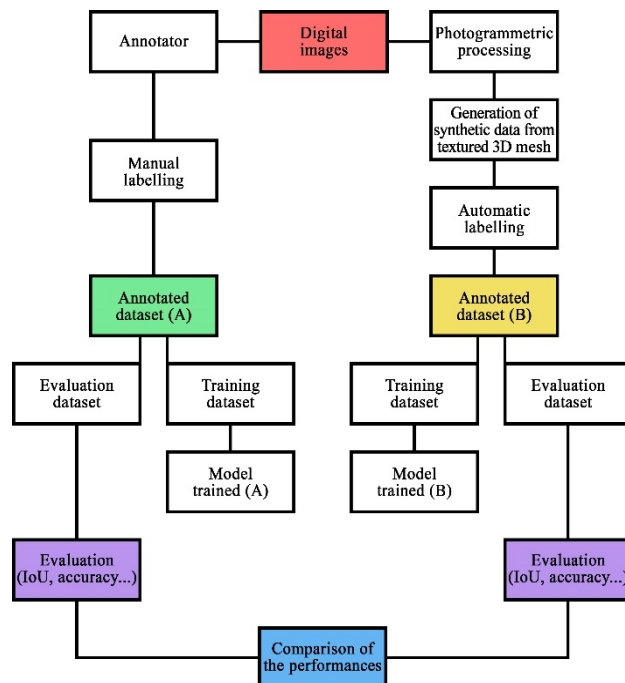 Annotator
Digital
images
Photogrammetric
processing
Generation of
synthetic data from
textured 3D mesh
Manual
labelling
Automatic
labelling
Annotated
dataset (A)
Annotated
dataset (B)
Evaluation
dataset
Training
dataset
Training
dataset
Evaluation
dataset
Model
trained (A)
Model
trained (B)
Evaluation
(IoU, accuracy...)
Evaluation
(IoU, accuracy...)
Comparison of
the performances